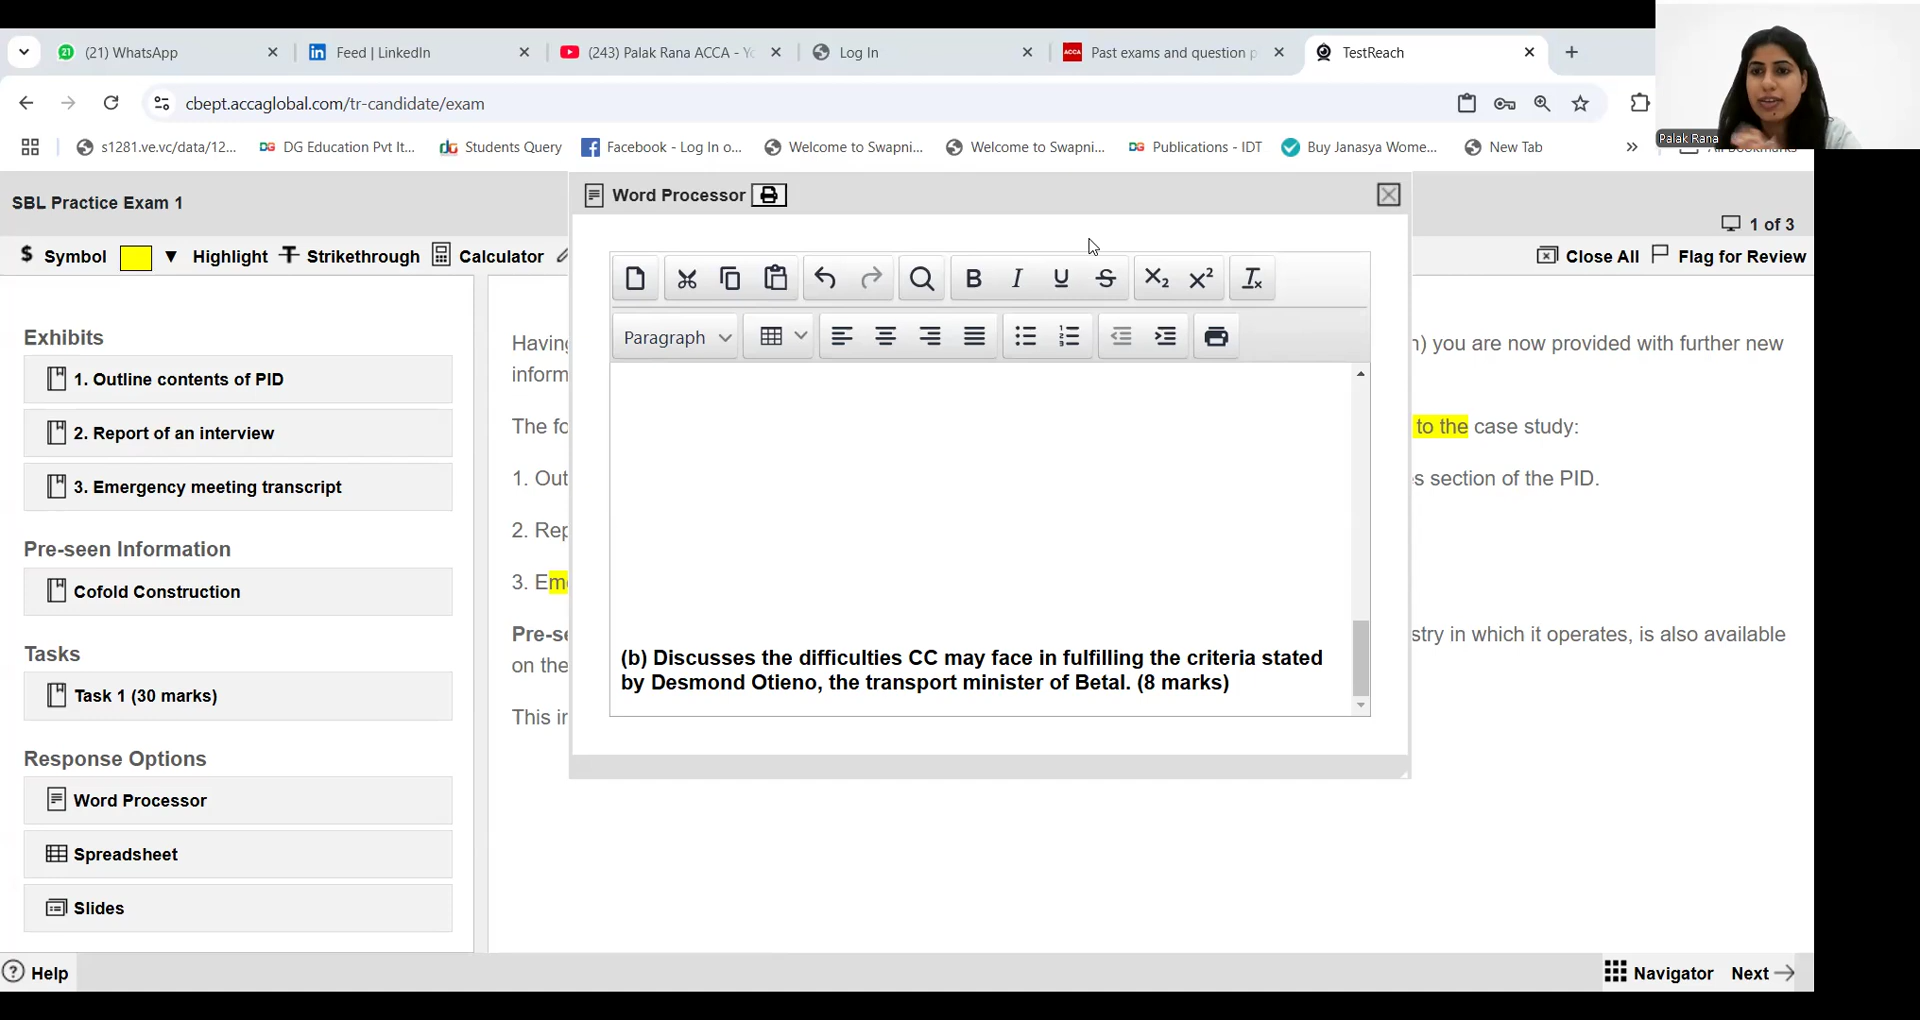 (21) WhatsApp
Feed | LinkedIn
(243) Palak Rana ACCA - Yo
Log In
ACCA
Past exams and question p
TestReach
cbept.accaglobal.com/tr-candidate/exam
Palak Rana
s1281.ve.vc/data/12...
DG Education Pvt It...
Students Query
Facebook - Log In o...
Welcome to Swapni...
Welcome to Swapni...
Publications - IDT
Buy Janasya Wome...
New Tab
SBL Practice Exam 1
Word Processor
1 of 3
Symbol
Highlight
Strikethrough
Calculator
Close All
Flag for Review
Paragraph
Exhibits
1. Outline contents of PID
2. Report of an interview
3. Emergency meeting transcript
Pre-seen Information
Cofold Construction
Tasks
Task 1 (30 marks)
Response Options
Word Processor
Spreadsheet
Slides
Having
n) you are now provided with further new
inform
The fo
to the case study:
1. Out
s section of the PID.
2. Rep
3. Eme
Pre-se
stry in which it operates, is also available
on the
This in
(b) Discusses the difficulties CC may face in fulfilling the criteria stated
by Desmond Otieno, the transport minister of Betal. (8 marks)
Help
Navigator
Next